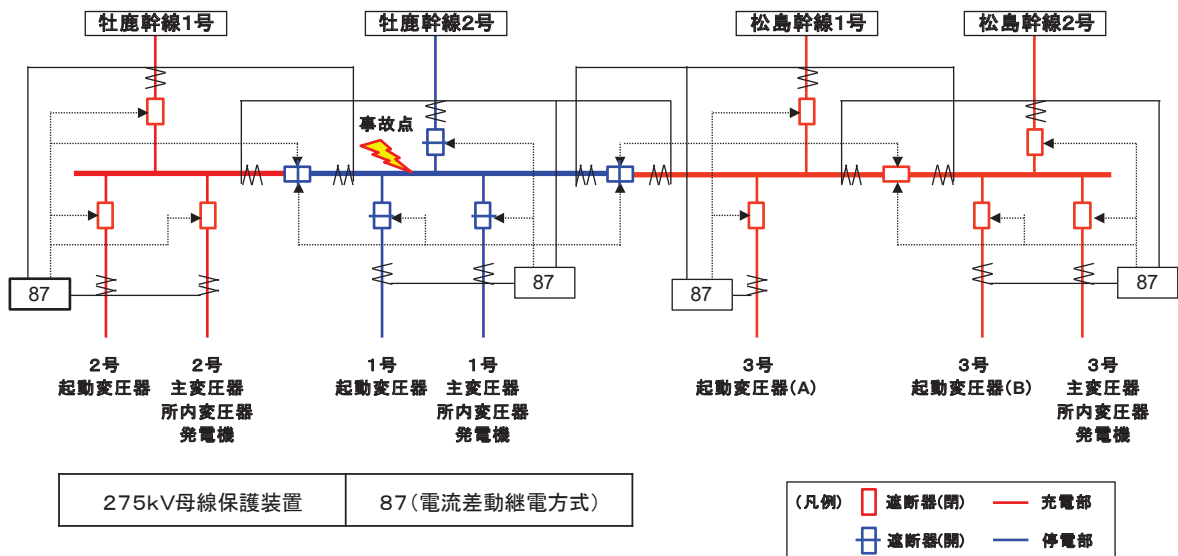 牡鹿幹線1号
牡鹿幹線2号
松島幹線1号
松島幹線2号
事故点
87
87
87
87
2号
起動変圧器
2号
主変圧器
所内変圧器
発電機
1号
起動変圧器
1号
主変圧器
所内変圧器
発電機
3号
起動変圧器(A)
3号
起動変圧器(B)
3号
主変圧器
所内変圧器
発電機
275kV母線保護装置
87(電流差動継電方式)
(凡例)
遮断器(閉)
充電部
遮断器(開)
停電部